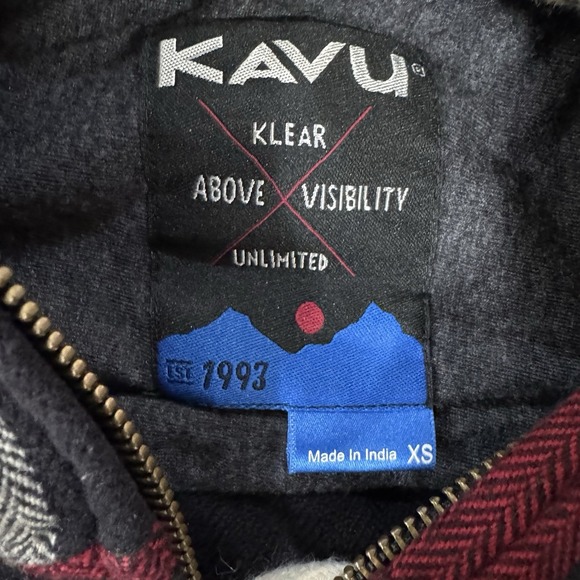 KAVU®
KLEAR
ABOVE VISIBILITY
UNLIMITED
EST 1993
Made In India XS